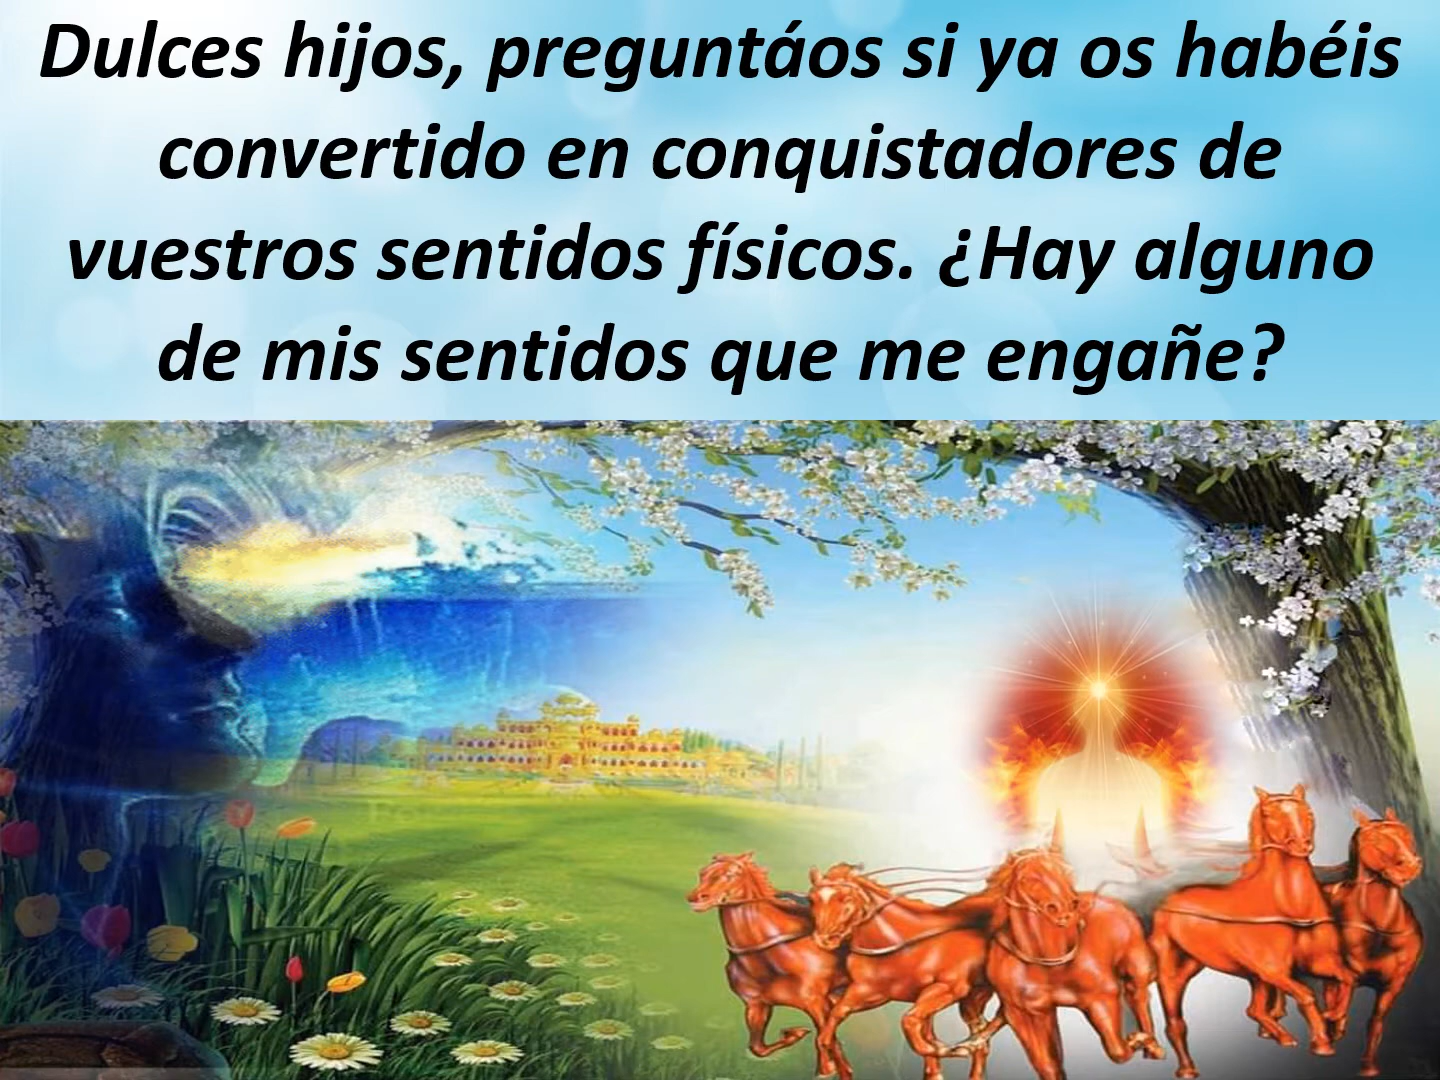 Dulces hijos, preguntáos si ya os habéis
convertido en conquistadores de
vuestros sentidos físicos. ¿Hay alguno
de mis sentidos que me engañe?